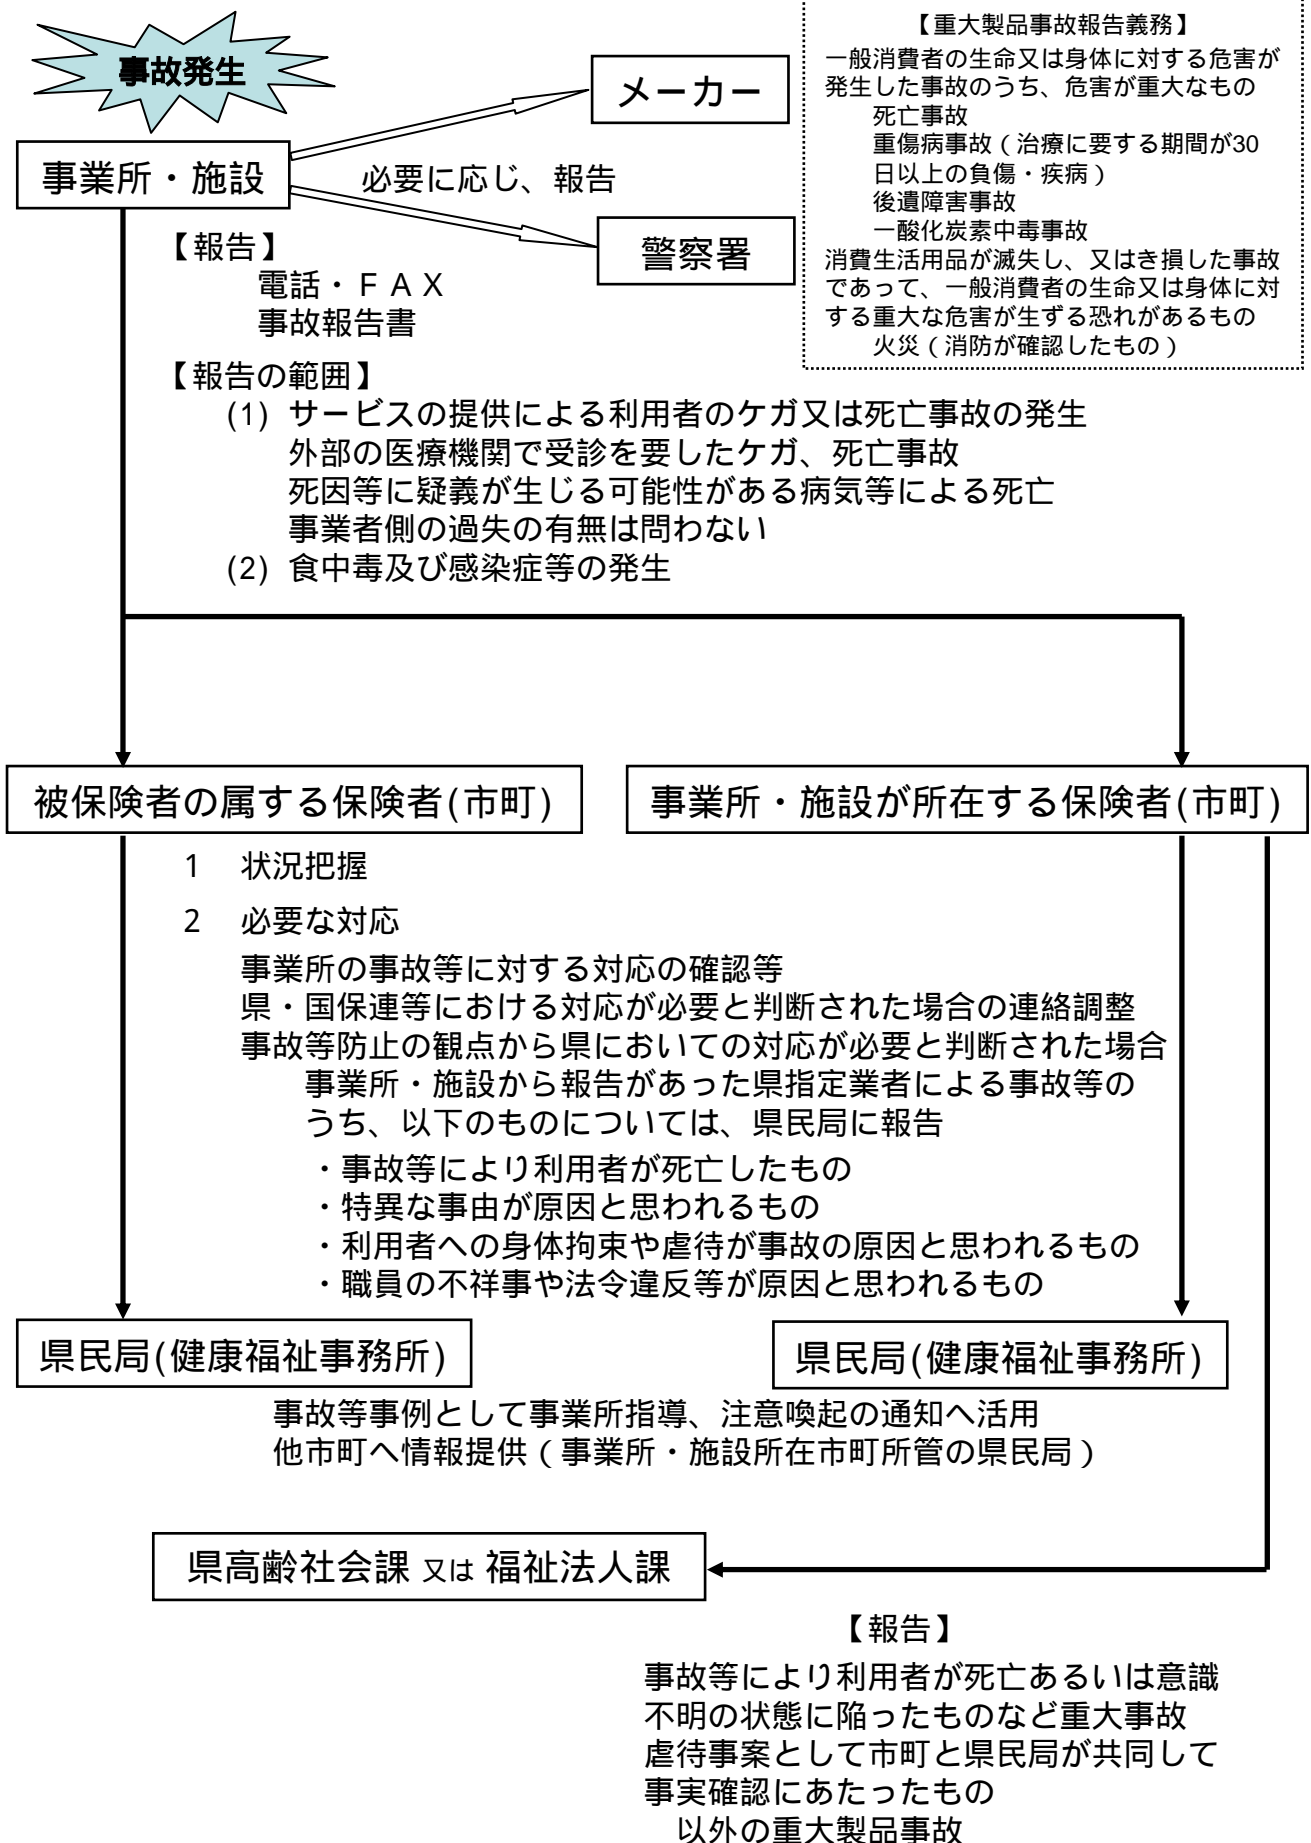 事故発生
事業所・施設
メーカー
必要に応じ、報告
警察署
【重大製品事故報告義務】
一般消費者の生命又は身体に対する危害が
発生した事故のうち、危害が重大なもの
死亡事故
重傷病事故（治療に要する期間が30
日以上の負傷・疾病）
後遺障害事故
一酸化炭素中毒事故
消費生活用品が滅失し、又はき損した事故
であって、一般消費者の生命又は身体に対
する重大な危害が生ずる恐れがあるもの
火災（消防が確認したもの）
【報告】
電話・ＦＡＸ
事故報告書
【報告の範囲】
(1) サービスの提供による利用者のケガ又は死亡事故の発生
外部の医療機関で受診を要したケガ、死亡事故
死因等に疑義が生じる可能性がある病気等による死亡
事業者側の過失の有無は問わない
(2) 食中毒及び感染症等の発生
被保険者の属する保険者(市町)
事業所・施設が所在する保険者(市町)
1 状況把握
2 必要な対応
事業所の事故等に対する対応の確認等
県・国保連等における対応が必要と判断された場合の連絡調整
事故等防止の観点から県においての対応が必要と判断された場合
事業所・施設から報告があった県指定業者による事故等の
うち、以下のものについては、県民局に報告
・事故等により利用者が死亡したもの
・特異な事由が原因と思われるもの
・利用者への身体拘束や虐待が事故の原因と思われるもの
・職員の不祥事や法令違反等が原因と思われるもの
県民局(健康福祉事務所)
県民局(健康福祉事務所)
事故等事例として事業所指導、注意喚起の通知へ活用
他市町へ情報提供（事業所・施設所在市町所管の県民局）
県高齢社会課 又は 福祉法人課
【報告】
事故等により利用者が死亡あるいは意識
不明の状態に陥ったものなど重大事故
虐待事案として市町と県民局が共同して
事実確認にあたったもの
以外の重大製品事故